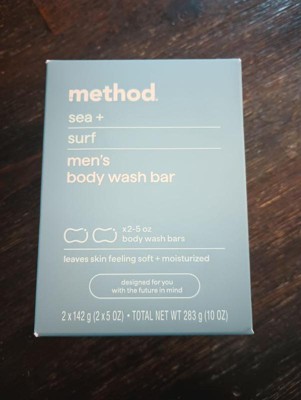 method.
sea +
surf
men's
body wash bar
x2-5 oz
body wash bars
leaves skin feeling soft + moisturized
designed for you
with the future in mind
2 x 142 g (2 x 5 OZ) • TOTAL NET WT 283 g (10 OZ)